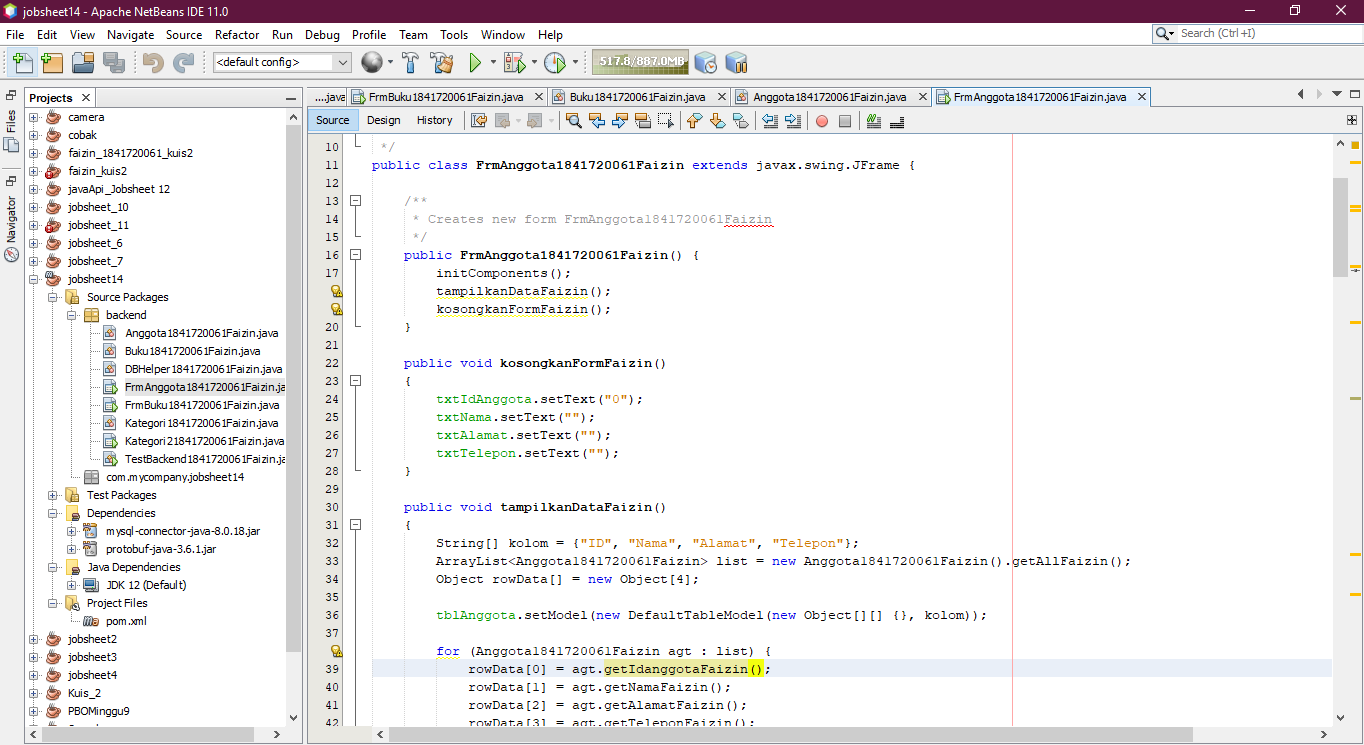 jobsheet14 - Apache NetBeans IDE 11.0
File Edit View Navigate Source Refactor Run Debug Profile Team Tools Window Help
Search (Ctrl+I)
<default config>
517.8/887.0MB
Files
Navigator
Projects
camera
cobak
faizin_1841720061_kuis2
faizin_kuis2
javaApi_Jobsheet 12
jobsheet_10
jobsheet_11
jobsheet_6
jobsheet_7
jobsheet14
Source Packages
backend
Anggota1841720061Faizin.java
Buku1841720061Faizin.java
DBHelper1841720061Faizin.java
FrmAnggota1841720061Faizin.ja
FrmBuku1841720061Faizin.java
Kategori1841720061Faizin.java
Kategori21841720061Faizin.java
TestBackend1841720061Faizin.ja
com.mycompany.jobsheet14
Test Packages
Dependencies
mysql-connector-java-8.0.18.jar
protobuf-java-3.6.1.jar
Java Dependencies
JDK 12 (Default)
Project Files
pom.xml
jobsheet2
jobsheet3
jobsheet4
Kuis_2
PBOMinggu9
....java FrmBuku1841720061Faizin.java Buku1841720061Faizin.java Anggota1841720061Faizin.java FrmAnggota1841720061Faizin.java
Source Design History
10 */
11 public class FrmAnggota1841720061Faizin extends javax.swing.JFrame {
12
13 /**
14 * Creates new form FrmAnggota1841720061Faizin
15 */
16 public FrmAnggota1841720061Faizin() {
17 initComponents();
tampilkanDataFaizin();
kosongkanFormFaizin();
20 }
21
22 public void kosongkanFormFaizin()
23 {
24 txtIdAnggota.setText("0");
25 txtNama.setText("");
26 txtAlamat.setText("");
27 txtTelepon.setText("");
28 }
29
30 public void tampilkanDataFaizin()
31 {
32 String[] kolom = {"ID", "Nama", "Alamat", "Telepon"};
33 ArrayList<Anggota1841720061Faizin> list = new Anggota1841720061Faizin().getAllFaizin();
34 Object rowData[] = new Object[4];
35
36 tblAnggota.setModel(new DefaultTableModel(new Object[][] {}, kolom));
37
for (Anggota1841720061Faizin agt : list) {
39 rowData[0] = agt.getIdanggotaFaizin();
40 rowData[1] = agt.getNamaFaizin();
41 rowData[2] = agt.getAlamatFaizin();
42 rowData[3] = agt.getTeleponFaizin();